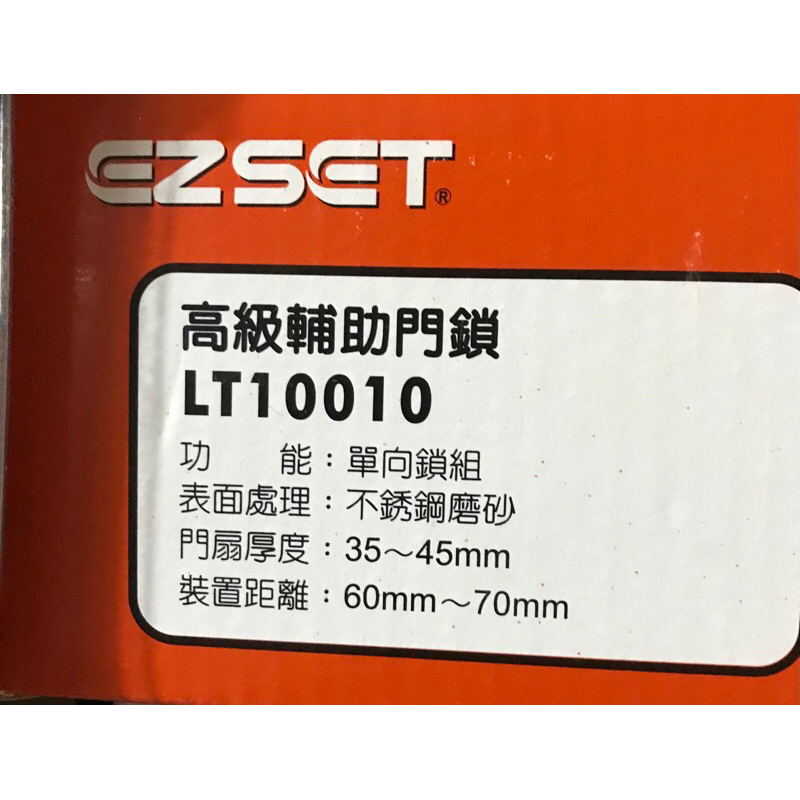 EZSET®
高級輔助門鎖
LT10010
功　　能：單向鎖組
表面處理：不銹鋼磨砂
門扇厚度：35～45mm
裝置距離：60mm～70mm